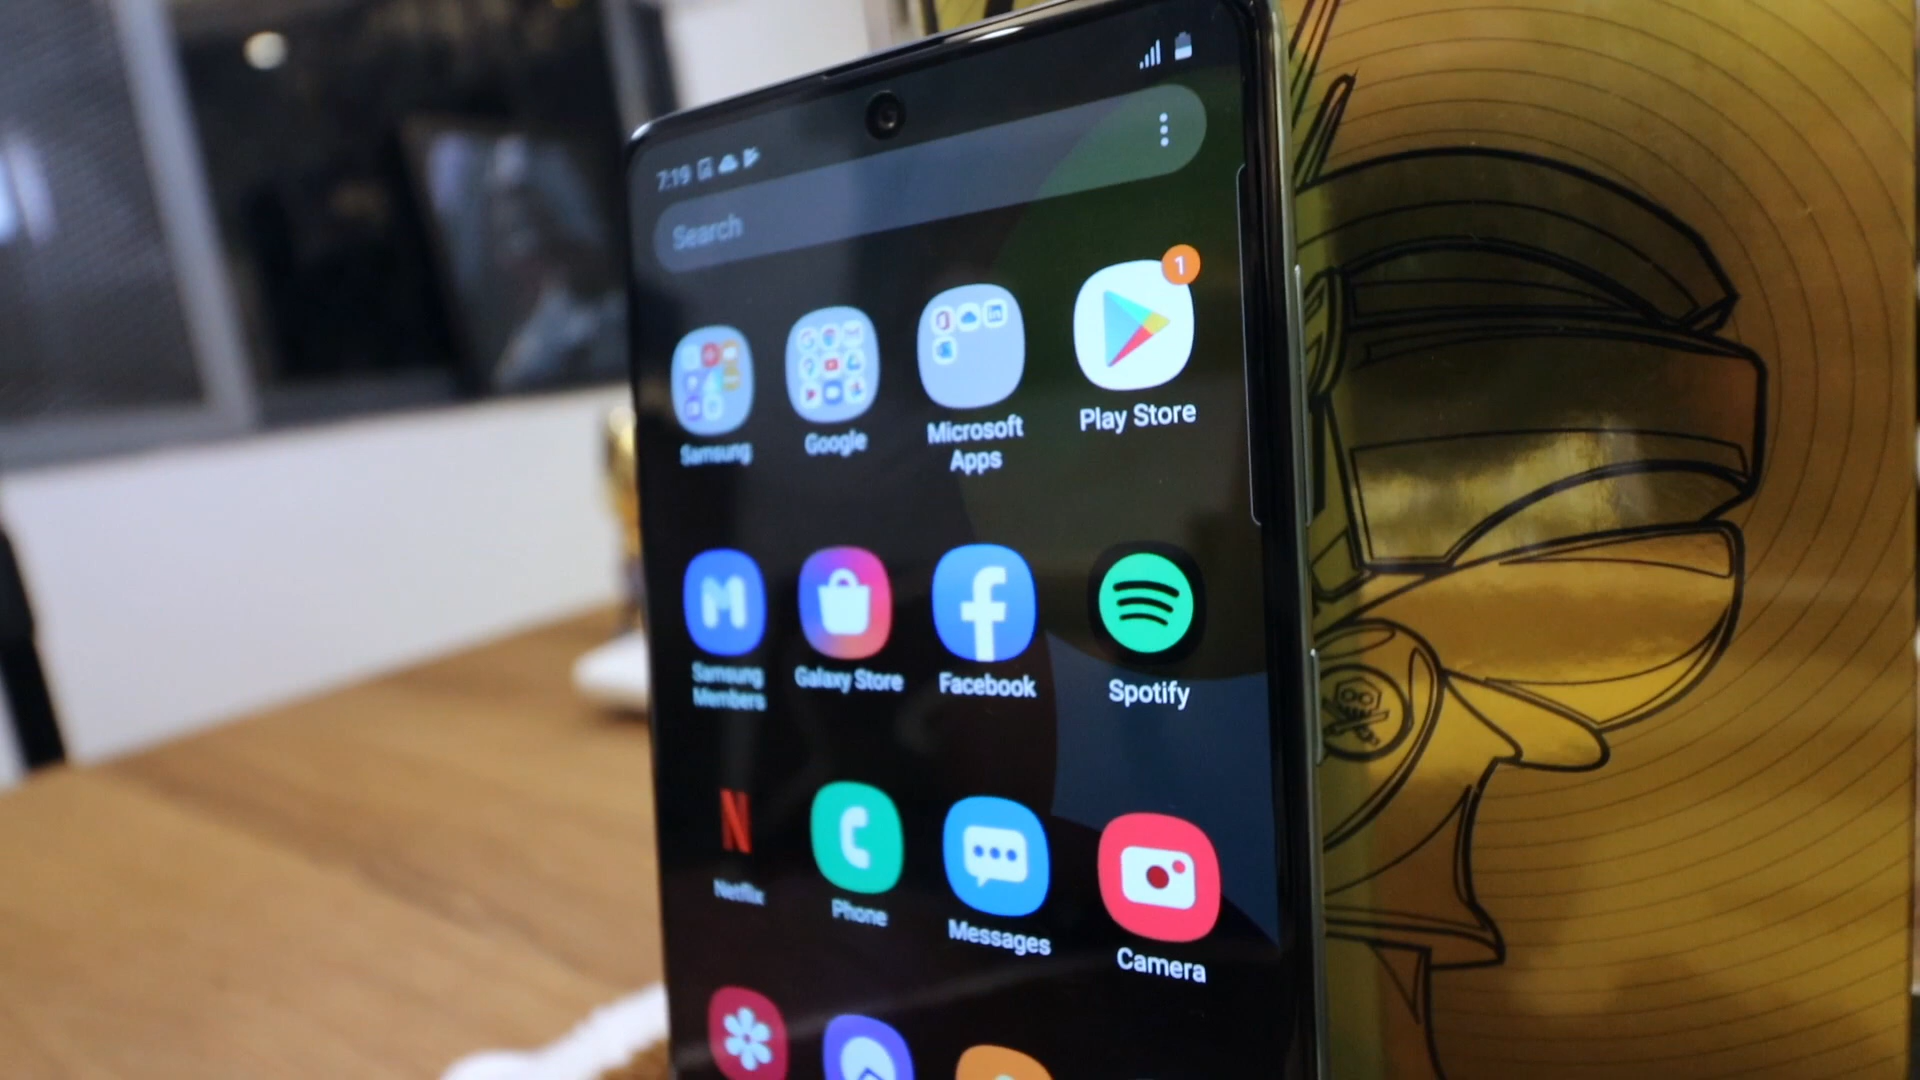 7:19
Search
1
Samsung
Google
Microsoft
Apps
Play Store
Samsung
Members
Galaxy Store
Facebook
Spotify
N
Netflix
Phone
Messages
Camera